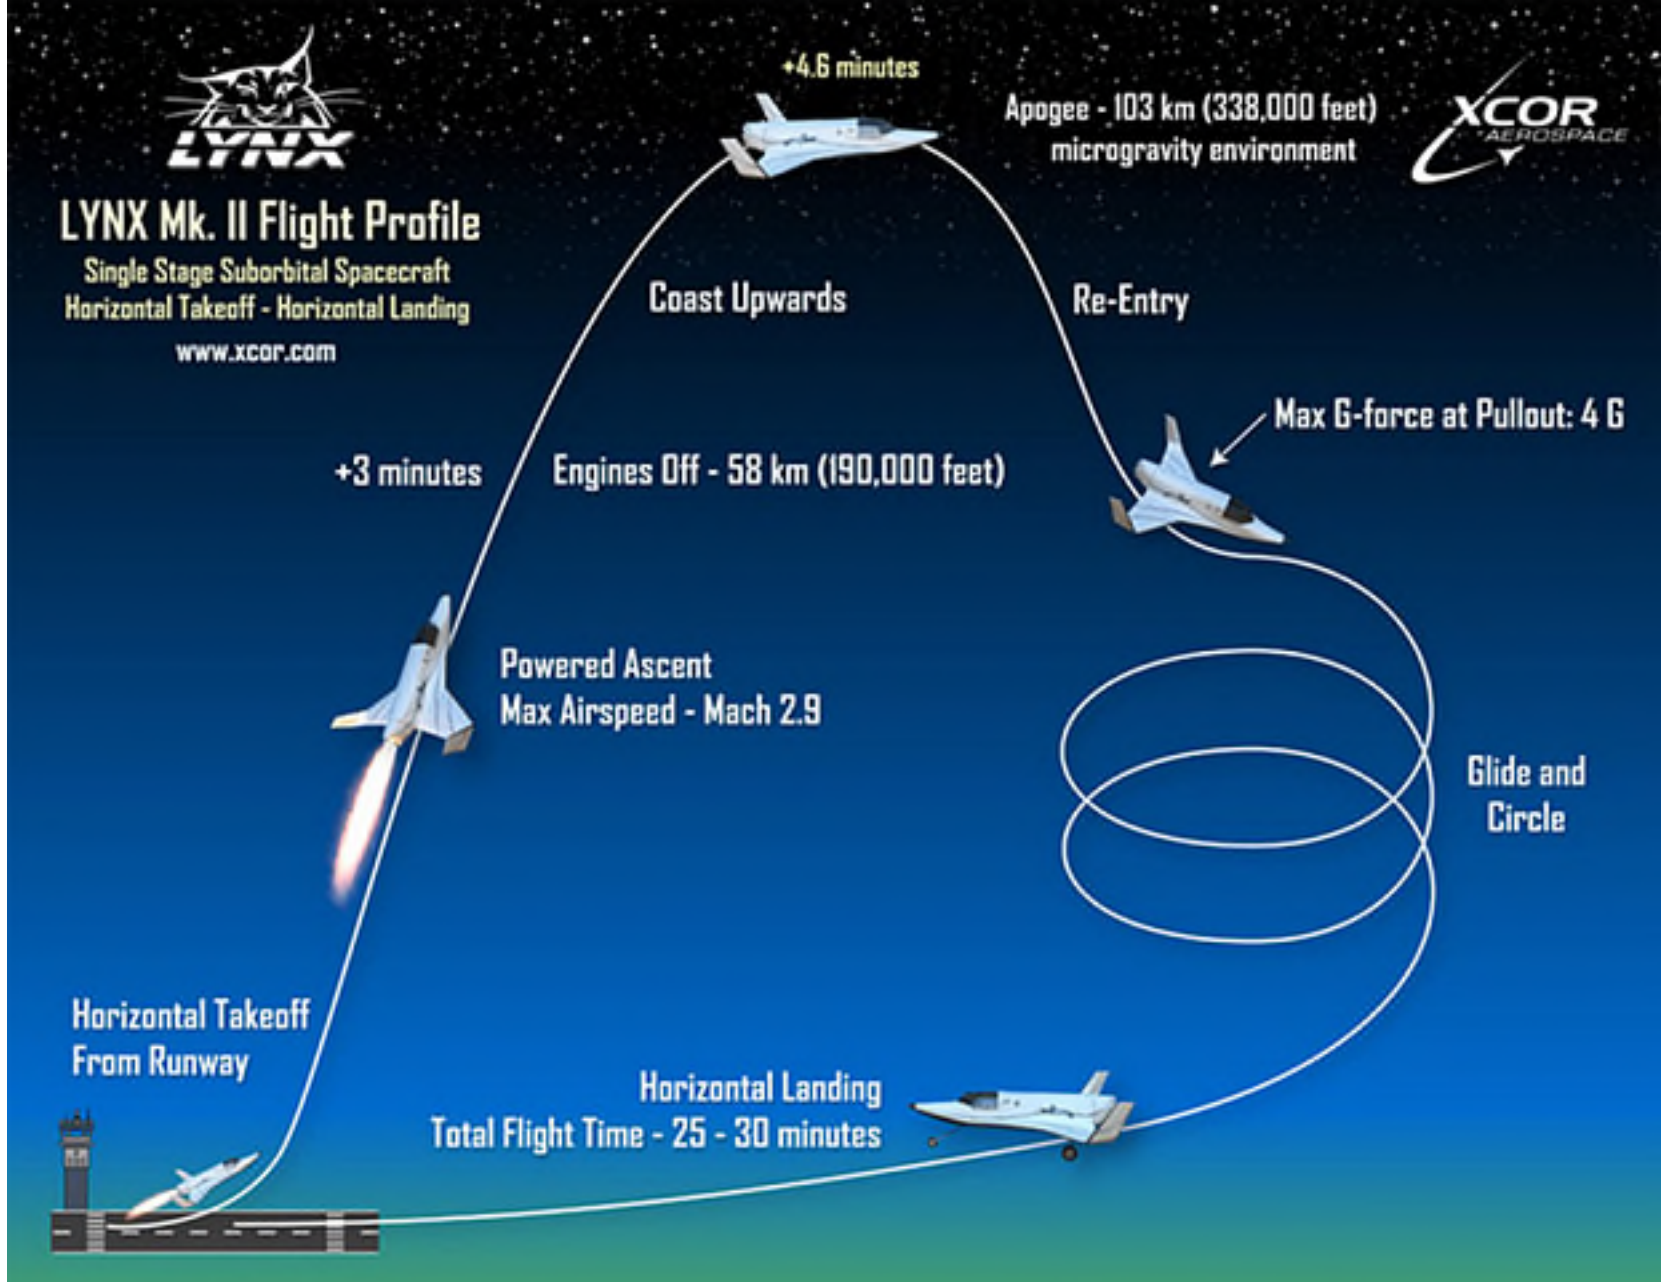 LYNX
LYNX Mk. II Flight Profile
Single Stage Suborbital Spacecraft
Horizontal Takeoff - Horizontal Landing
www.xcor.com
+4.6 minutes
Apogee - 103 km (338,000 feet)
microgravity environment
XCOR
AEROSPACE
Coast Upwards
Re-Entry
Max G-force at Pullout: 4 G
+3 minutes
Engines Off - 58 km (190,000 feet)
Powered Ascent
Max Airspeed - Mach 2.9
Glide and
Circle
Horizontal Takeoff
From Runway
Horizontal Landing
Total Flight Time - 25 - 30 minutes